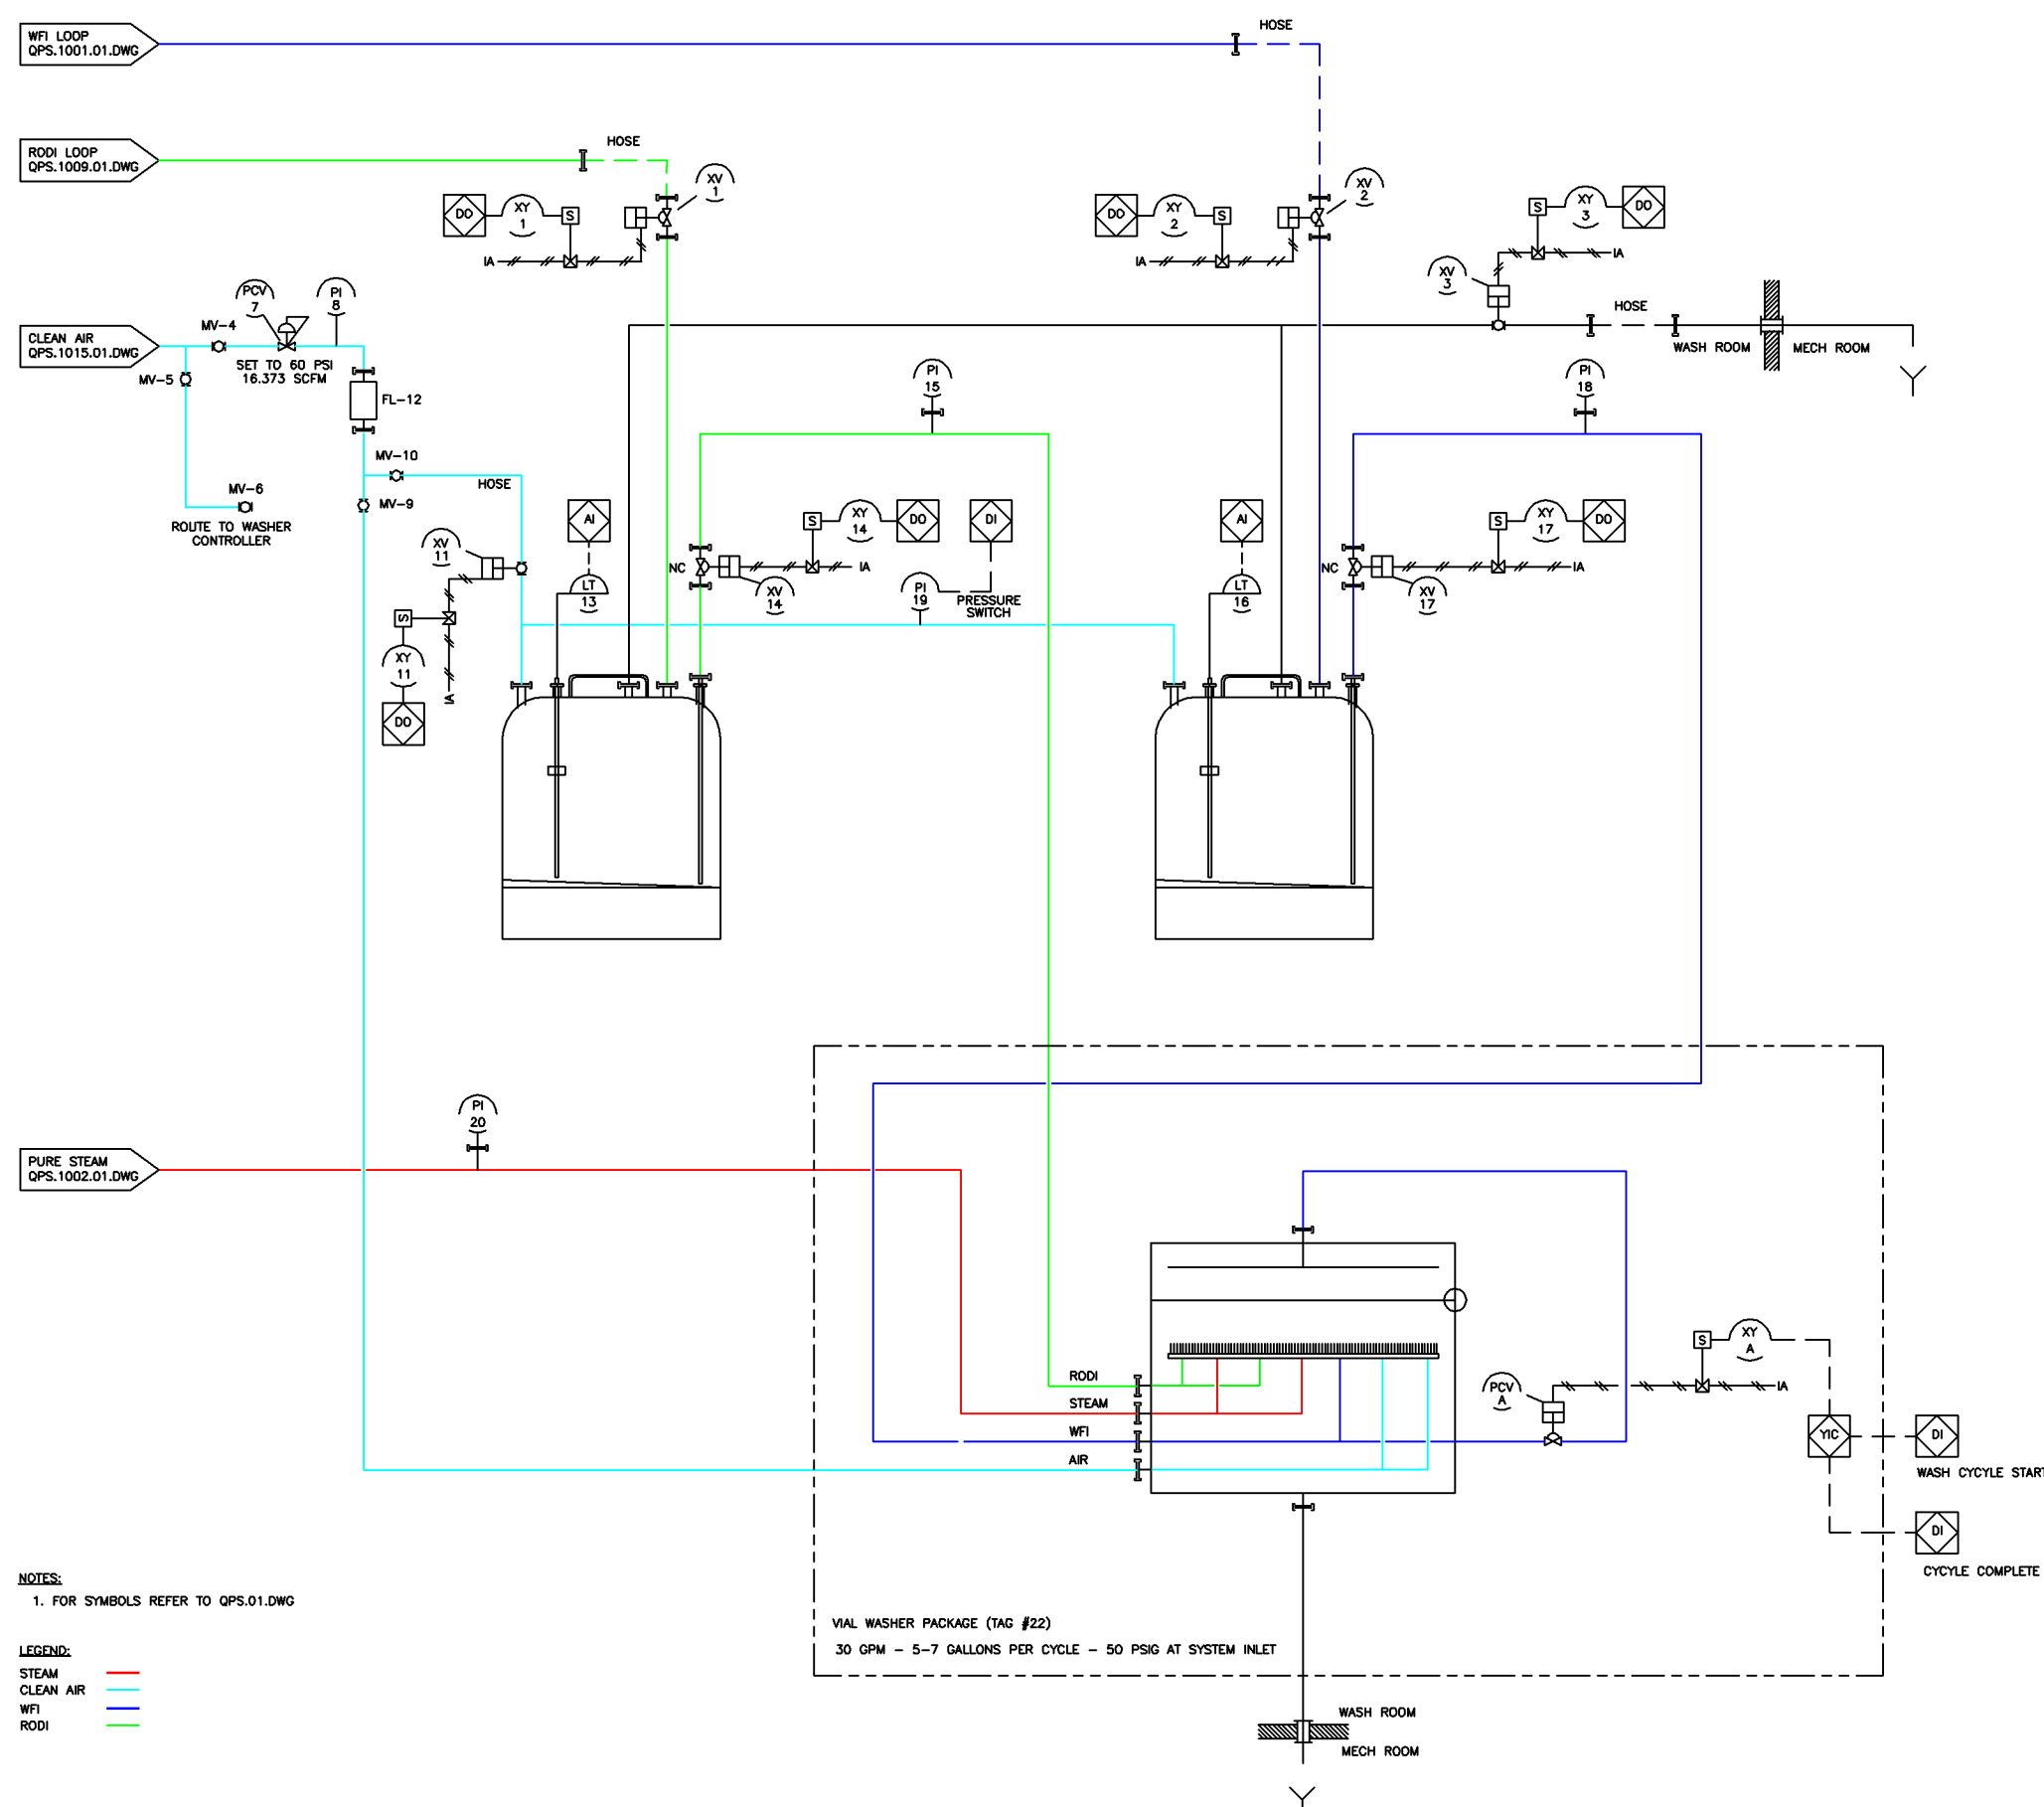 HOSE
WFI LOOP
QPS.1001.01.DWG
RODI LOOP
QPS.1009.01.DWG
HOSE
XV
1
DO
XY
1
S
IA
XV
2
DO
XY
2
S
IA
S
XY
3
DO
IA
XV
3
HOSE
WASH ROOM
MECH ROOM
CLEAN AIR
QPS.1015.01.DWG
MV-4
PCV
7
PI
8
SET TO 60 PSI
16.373 SCFM
MV-5
FL-12
MV-10
HOSE
MV-9
MV-6
ROUTE TO WASHER
CONTROLLER
PI
15
PI
18
AI
LT
13
S
XY
14
DO
NC
IA
XV
14
DI
PI
19
PRESSURE
SWITCH
AI
LT
16
S
XY
17
DO
NC
IA
XV
17
XV
11
S
XY
11
IA
DO
PI
20
PURE STEAM
QPS.1002.01.DWG
RODI
STEAM
WFI
AIR
S
XY
A
PCV
A
IA
YIC
DI
WASH CYCYLE START
DI
CYCYLE COMPLETE
NOTES:
1. FOR SYMBOLS REFER TO QPS.01.DWG
VIAL WASHER PACKAGE (TAG #22)
30 GPM - 5-7 GALLONS PER CYCLE - 50 PSIG AT SYSTEM INLET
LEGEND:
STEAM
CLEAN AIR
WFI
RODI
WASH ROOM
MECH ROOM